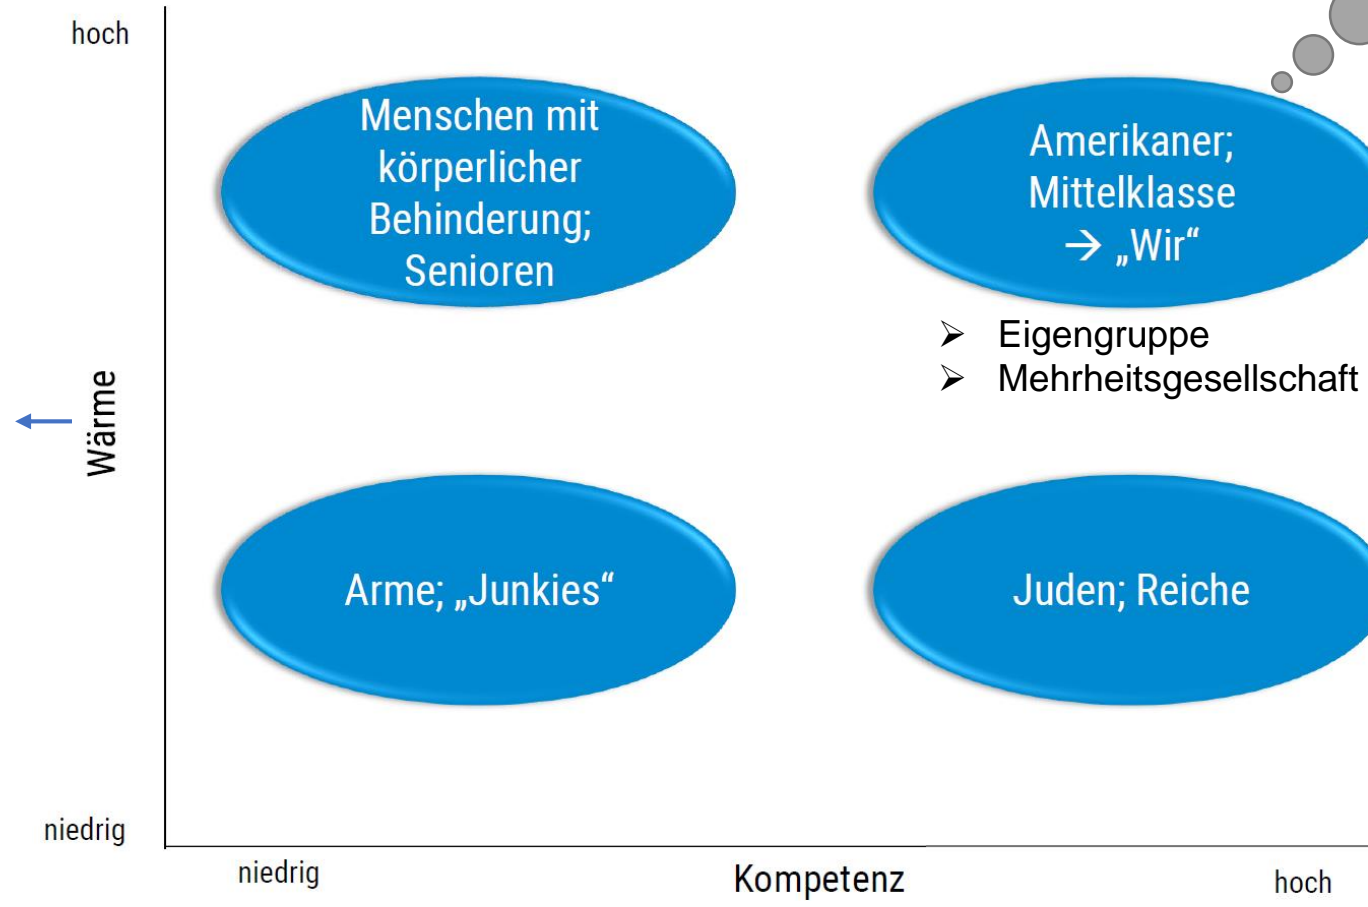 hoch
Menschen mit
körperlicher
Behinderung;
Senioren
Amerikaner;
Mittelklasse
→ „Wir“
➢ Eigengruppe
➢ Mehrheitsgesellschaft
Wärme
Arme; „Junkies“
Juden; Reiche
niedrig
niedrig
Kompetenz
hoch